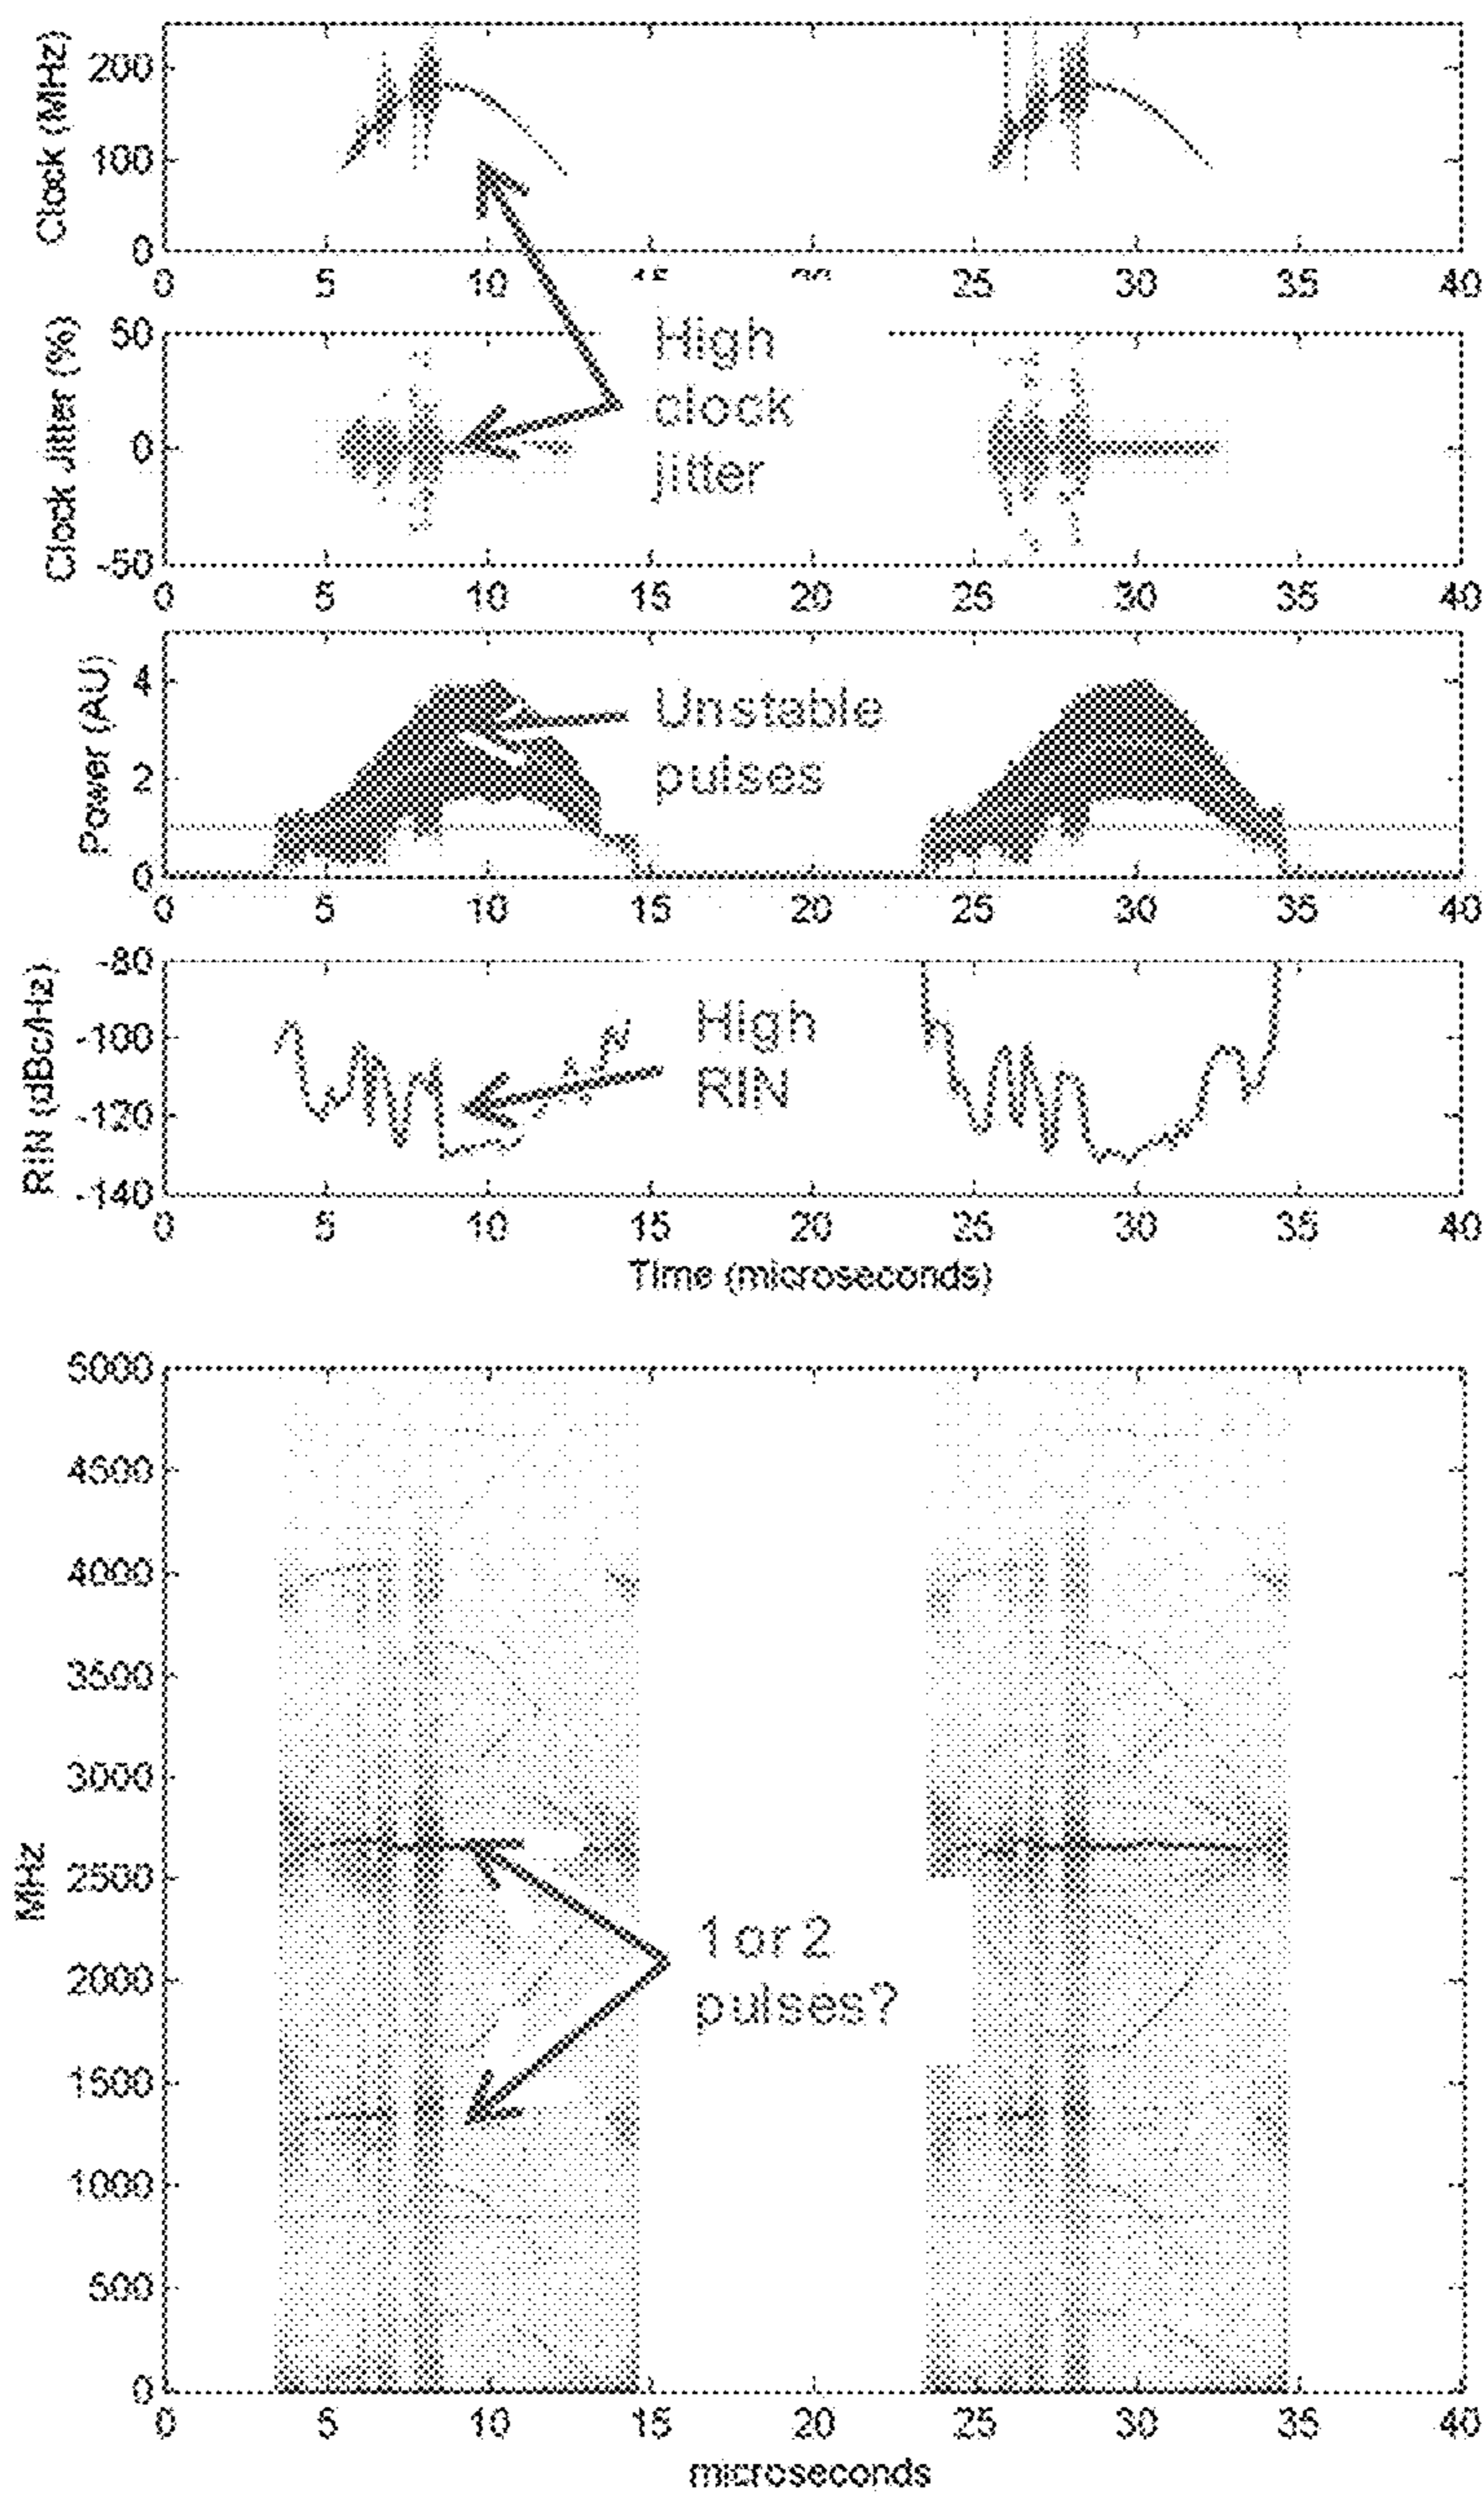 Clock (MHz)
200
100
0
0 5 10 25 30 35 40
High
clock
jitter
Clock Jitter (%)
50
0
-50
0 5 10 15 20 25 30 35 40
Unstable
pulses
Power (AU)
4
2
0
0 5 10 15 20 25 30 35 40
High
RIN
RIN (dBc/Hz)
-80
-100
-120
-140
0 5 10 15 20 25 30 35 40
Time (microseconds)
5000
4500
4000
3500
3000
2500
2000
1500
1000
500
0
MHz
1 or 2
pulses?
0 5 10 15 20 25 30 35 40
microseconds